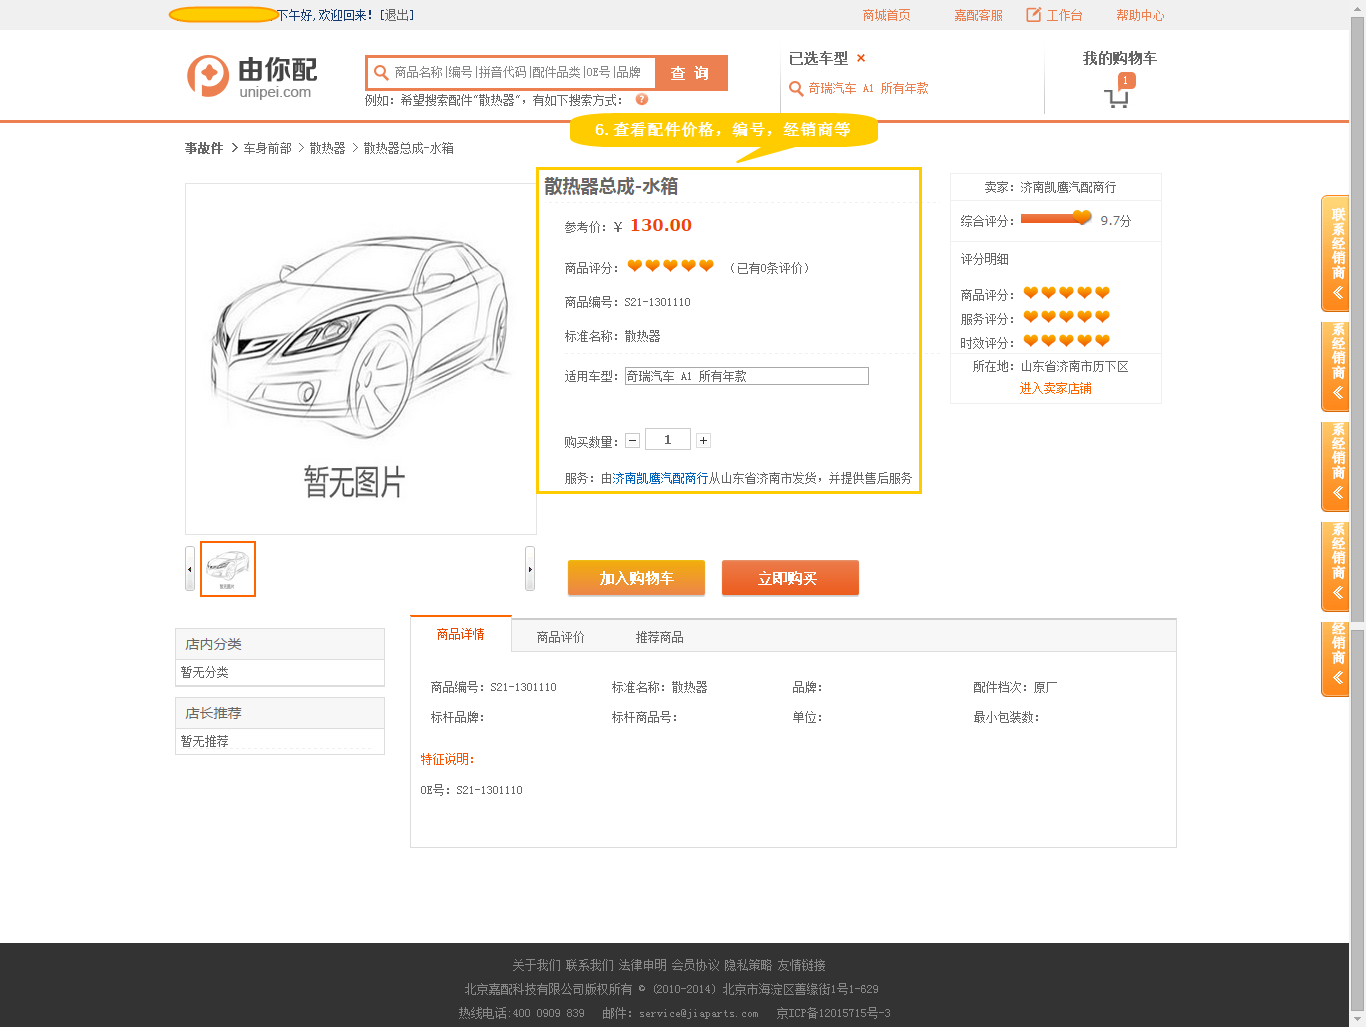 下午好,欢迎回来！[退出]
商城首页 嘉配客服 工作台 帮助中心
由你配
unipei.com
商品名称|编号|拼音代码|配件品类|OE号|品牌
查 询
例如：希望搜索配件“散热器”，有如下搜索方式： ?
已选车型 ×
奇瑞汽车 A1 所有年款
我的购物车
1
6. 查看配件价格，编号，经销商等
事故件 > 车身前部 > 散热器 > 散热器总成-水箱
散热器总成-水箱
参考价：￥ 130.00
商品评分： （已有0条评价）
商品编号：S21-1301110
标准名称：散热器
适用车型：奇瑞汽车 A1 所有年款
购买数量： − 1 +
服务：由济南凯鹰汽配商行从山东省济南市发货，并提供售后服务
暂无图片
暂无图片
加入购物车
立即购买
卖家：济南凯鹰汽配商行
综合评分： 9.7分
评分明细
商品评分：
服务评分：
时效评分：
所在地：山东省济南市历下区
进入卖家店铺
联系经销商
系经销商
系经销商
系经销商
经销商
店内分类
暂无分类
店长推荐
暂无推荐
商品详情 商品评价 推荐商品
商品编号：S21-1301110 标准名称：散热器 品牌： 配件档次：原厂
标杆品牌： 标杆商品号： 单位： 最小包装数：
特征说明：
OE号：S21-1301110
关于我们 联系我们 法律申明 会员协议 隐私策略 友情链接
北京嘉配科技有限公司版权所有 © (2010-2014) 北京市海淀区善缘街1号1-629
热线电话:400 0909 839 邮件：service@jiaparts.com 京ICP备12015715号-3